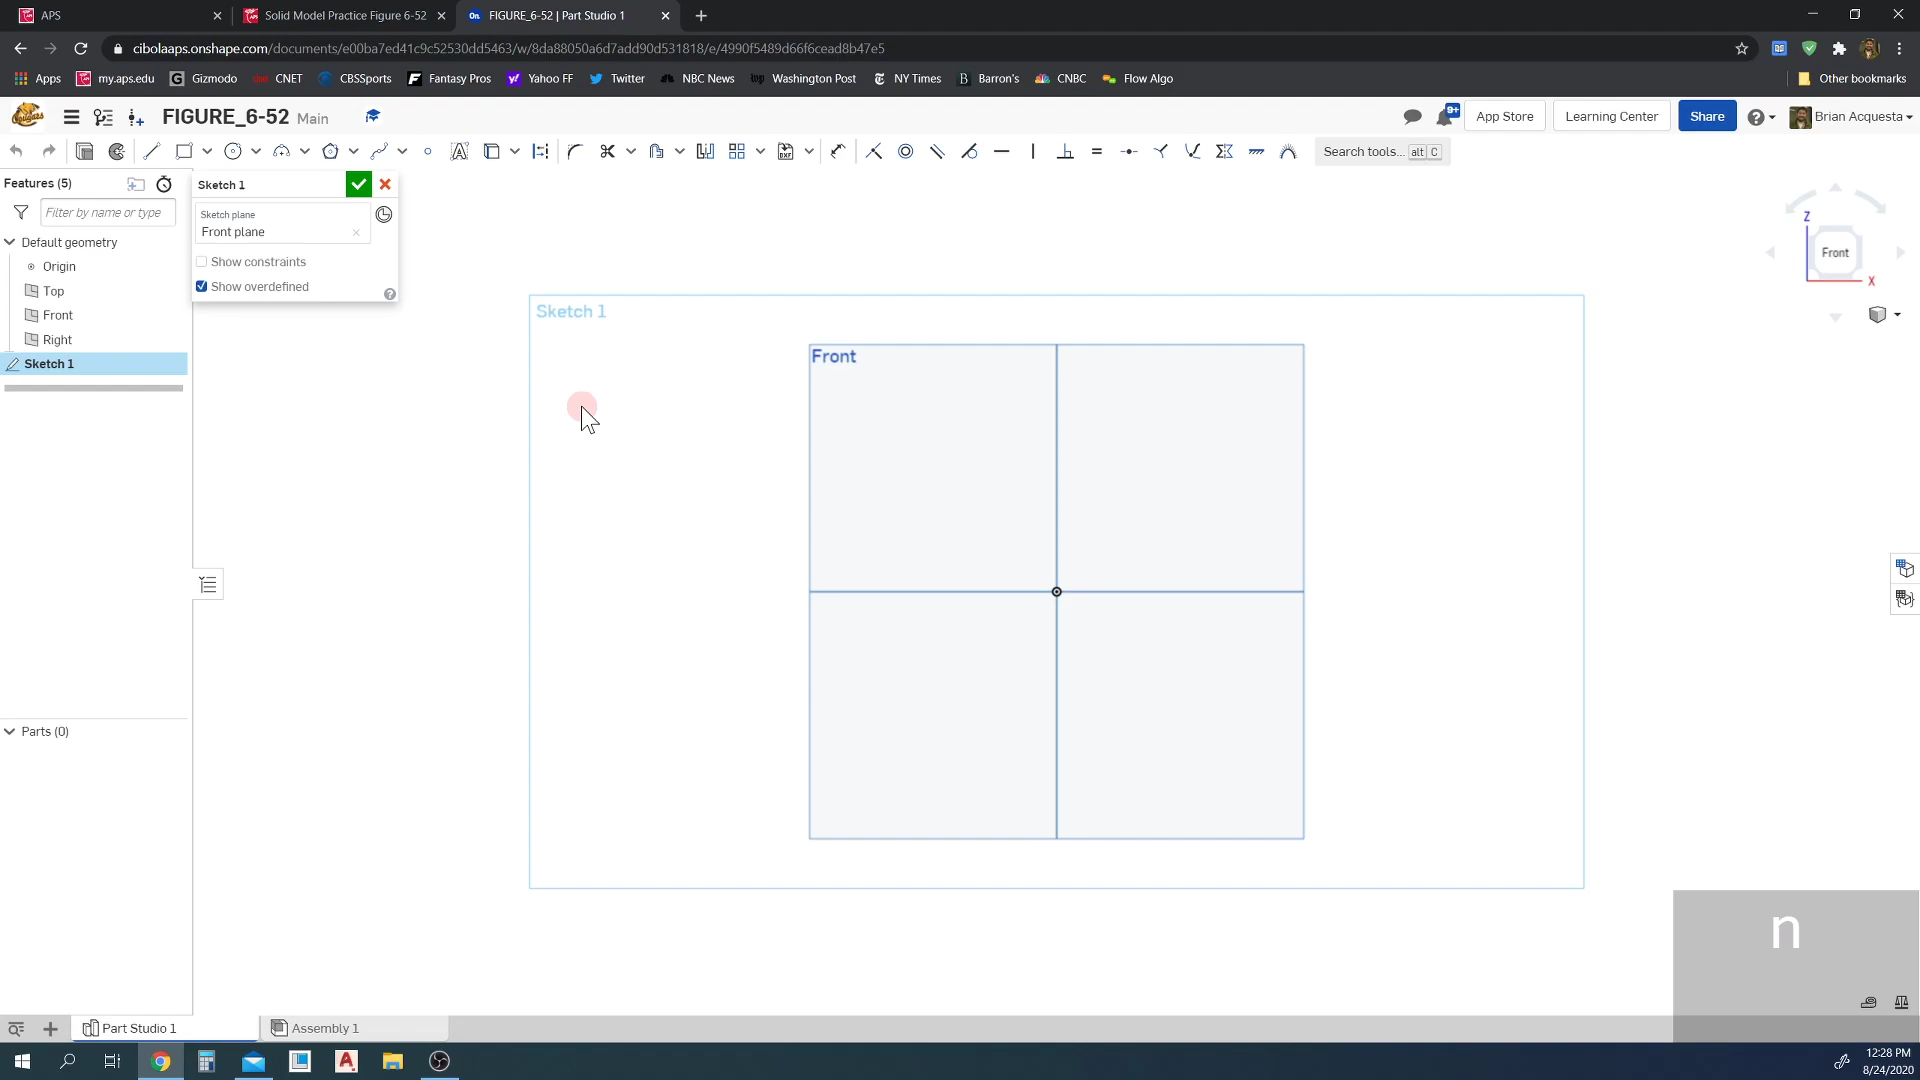 APS
Solid Model Practice Figure 6-52
On FIGURE_6-52 | Part Studio 1
cibolaaps.onshape.com/documents/e00ba7ed41c9c52530dd5463/w/8da88050a6d7add90d531818/e/4990f5489d66f6cead8b47e5
Apps my.aps.edu Gizmodo CNET CBSSports Fantasy Pros Yahoo FF Twitter NBC News Washington Post NY Times Barron's CNBC Flow Algo Other bookmarks
FIGURE_6-52 Main
9+ App Store Learning Center Share Brian Acquesta
Search tools... alt C
Features (5)
Filter by name or type
Default geometry
Origin
Top
Front
Right
Sketch 1
Parts (0)
Sketch 1
Sketch plane
Front plane
Show constraints
Show overdefined
Sketch 1
Front
Z
Front
X
n
Part Studio 1
Assembly 1
12:28 PM
8/24/2020